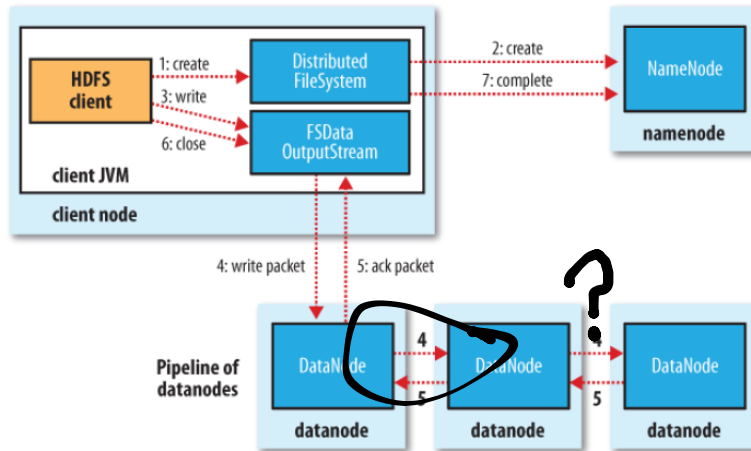 HDFS
client
1: create
3: write
6: close
Distributed
FileSystem
FSData
OutputStream
2: create
7: complete
NameNode
namenode
client JVM
client node
4: write packet
5: ack packet
?
Pipeline of
datanodes
DataNode
4
5
DataNode
4
5
DataNode
datanode
datanode
datanode